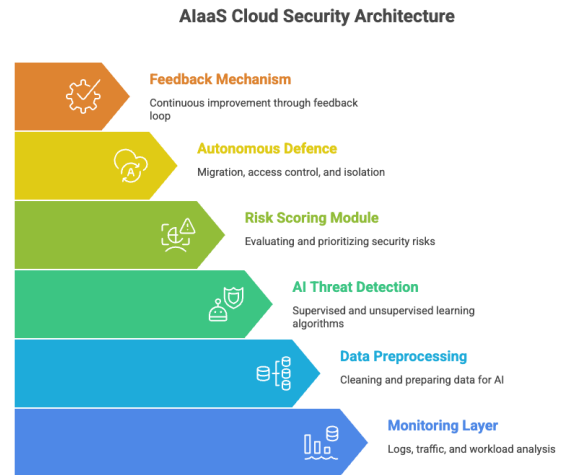 AIaaS Cloud Security Architecture
Feedback Mechanism
Continuous improvement through feedback
loop
Autonomous Defence
Migration, access control, and isolation
A
Risk Scoring Module
Evaluating and prioritizing security risks
AI Threat Detection
Supervised and unsupervised learning
algorithms
Data Preprocessing
Cleaning and preparing data for AI
Monitoring Layer
Logs, traffic, and workload analysis